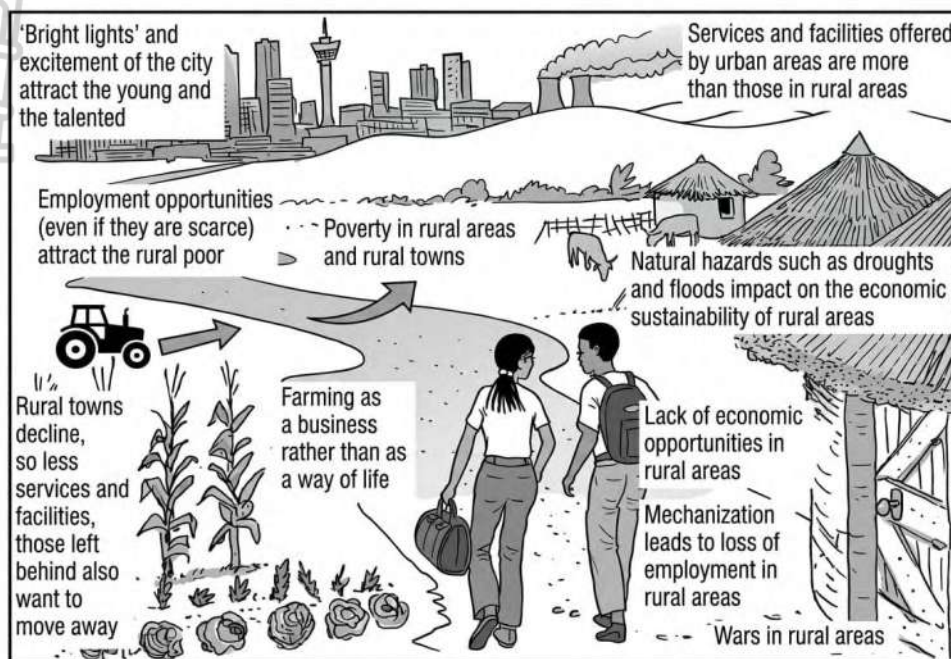 'Bright lights' and
excitement of the city
attract the young and
the talented
Services and facilities offered
by urban areas are more
than those in rural areas
Employment opportunities
(even if they are scarce)
attract the rural poor
Poverty in rural areas
and rural towns
Natural hazards such as droughts
and floods impact on the economic
sustainability of rural areas
Rural towns
decline,
so less
services and
facilities,
those left
behind also
want to
move away
Farming as
a business
rather than as
a way of life
Lack of economic
opportunities in
rural areas
Mechanization
leads to loss of
employment in
rural areas
Wars in rural areas